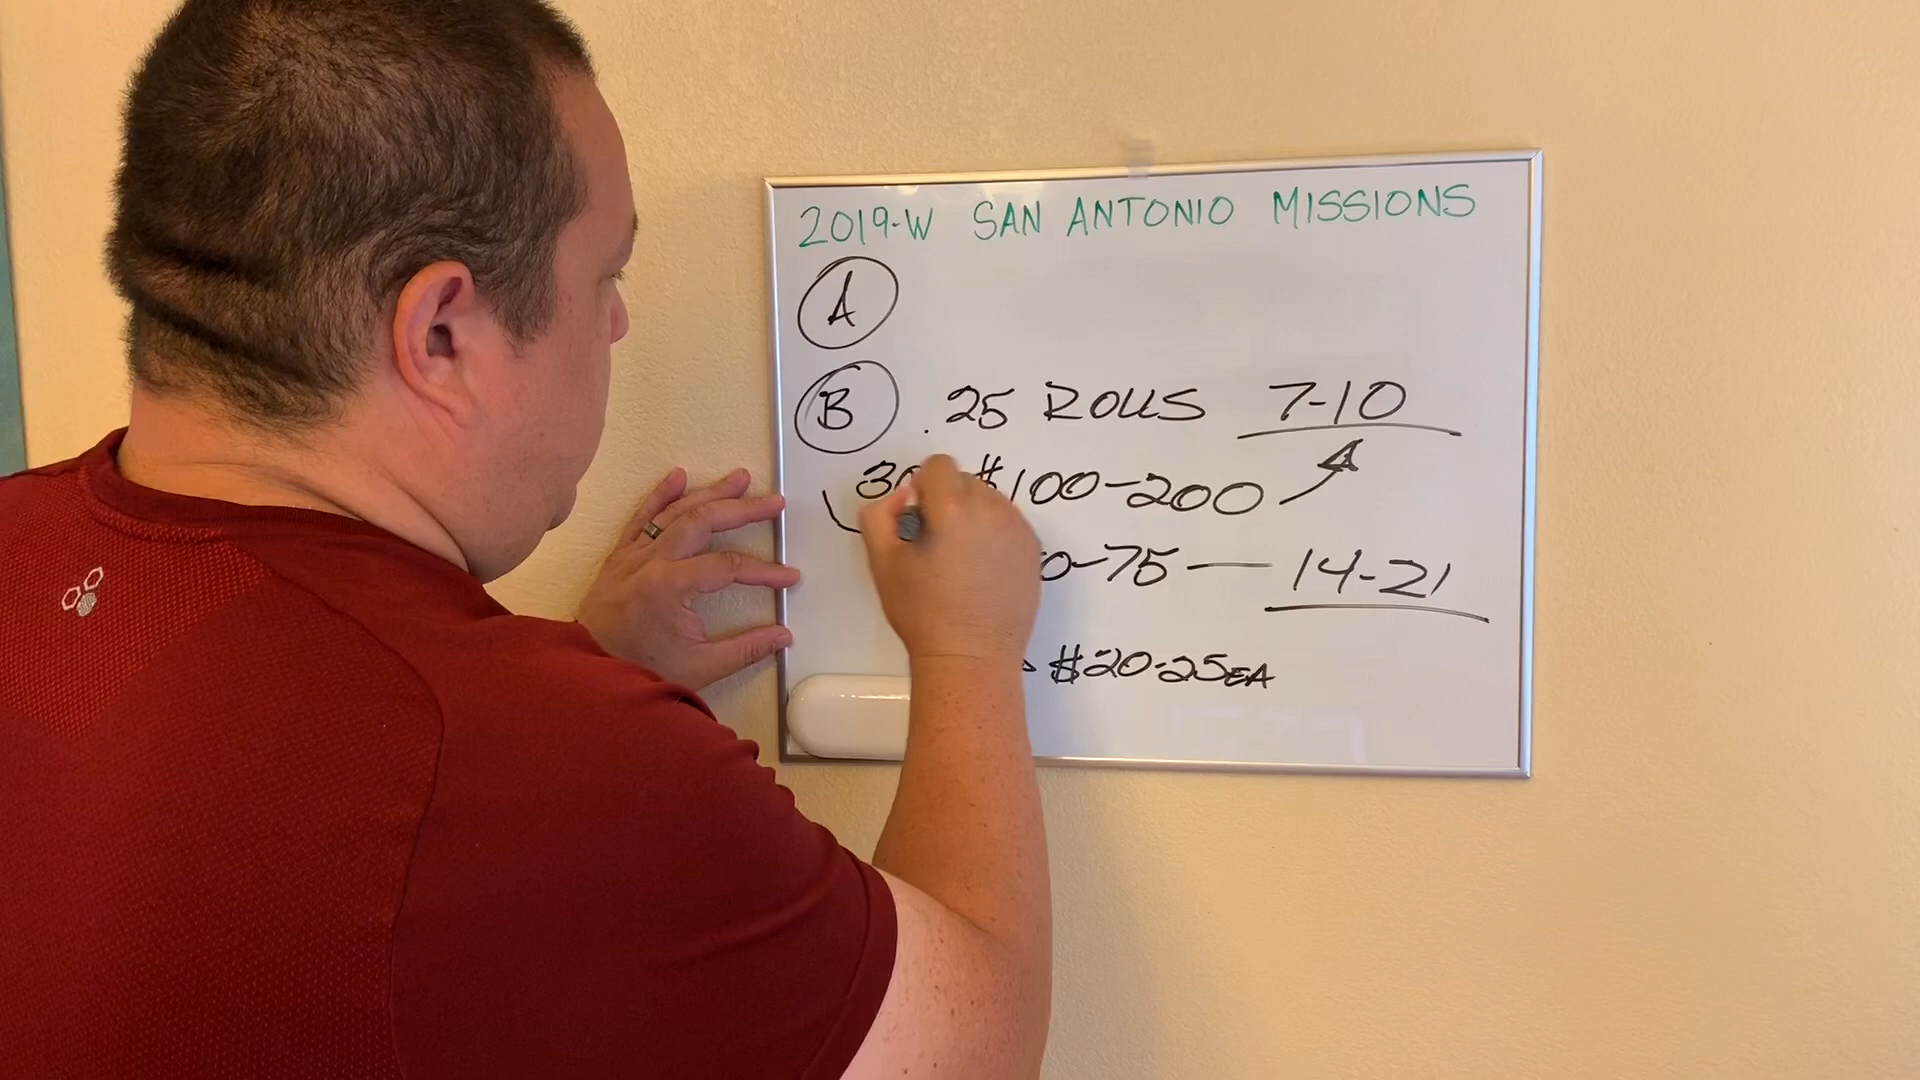 2019-W SAN ANTONIO MISSIONS
A
B .25 ROLLS 7-10
$100-200
-75 — 14-21
$20-25EA